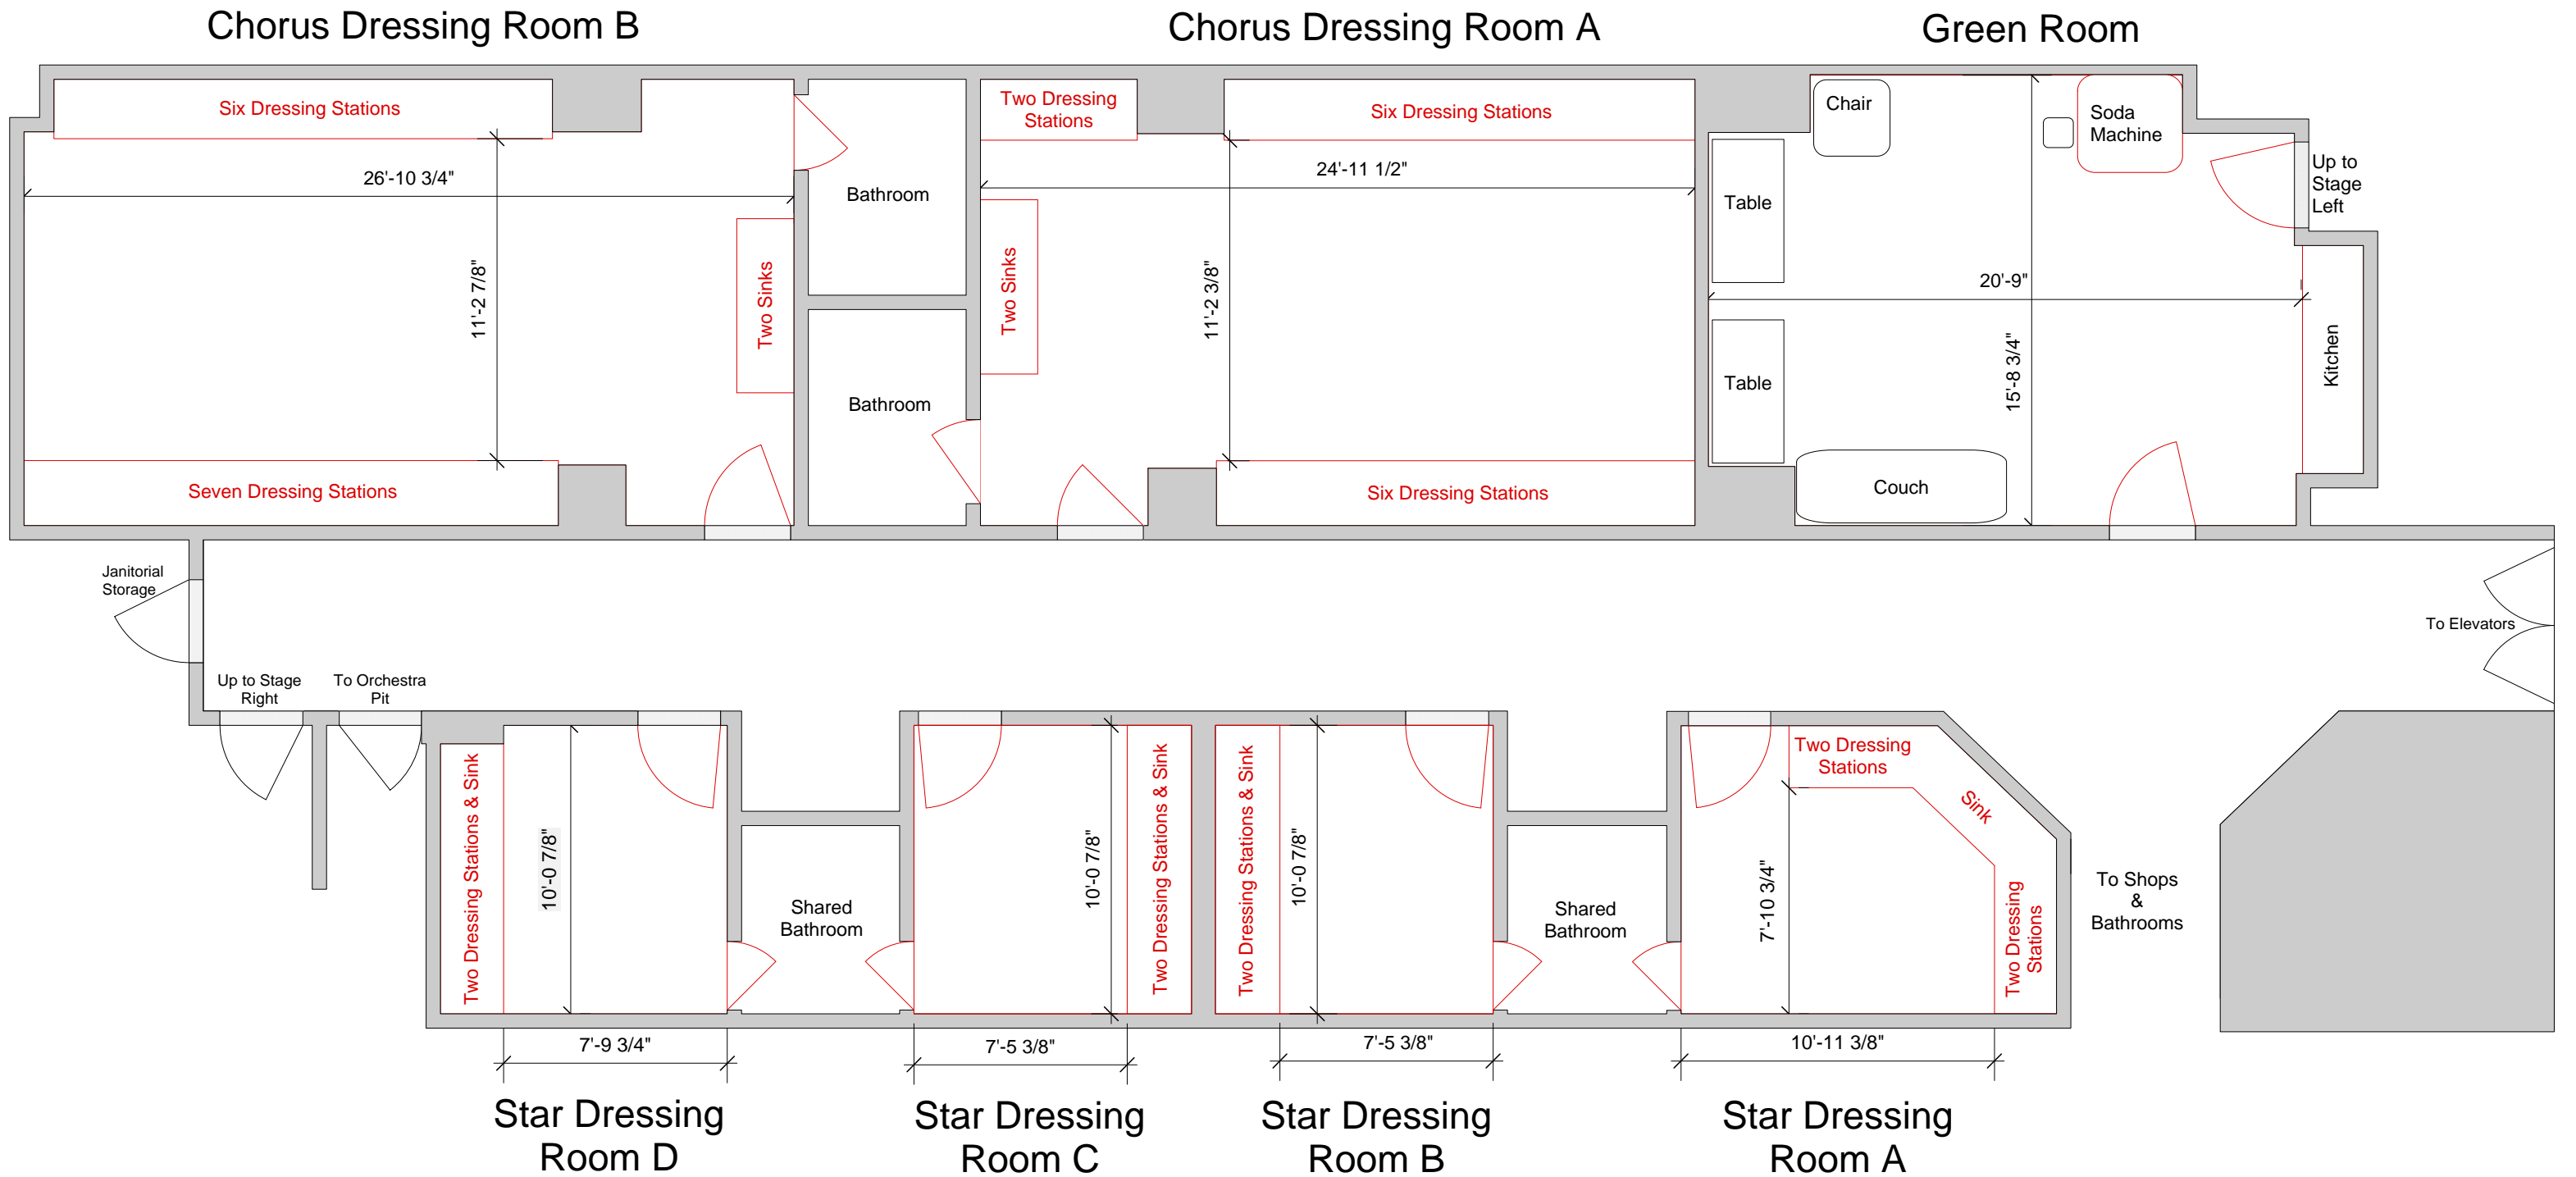 Chorus Dressing Room B
Chorus Dressing Room A
Green Room
Six Dressing Stations
26'-10 3/4"
11'-2 7/8"
Two Sinks
Seven Dressing Stations
Bathroom
Bathroom
Two Dressing
Stations
Six Dressing Stations
24'-11 1/2"
Two Sinks
11'-2 3/8"
Six Dressing Stations
Chair
Soda
Machine
Table
Up to
Stage
Left
20'-9"
15'-8 3/4"
Kitchen
Table
Couch
Janitorial
Storage
Up to Stage
Right
To Orchestra
Pit
To Elevators
Two Dressing Stations & Sink
10'-0 7/8"
Shared
Bathroom
10'-0 7/8"
Two Dressing Stations & Sink
Two Dressing Stations & Sink
10'-0 7/8"
Shared
Bathroom
Two Dressing
Stations
Sink
7'-10 3/4"
Two Dressing
Stations
To Shops
&
Bathrooms
7'-9 3/4"
7'-5 3/8"
7'-5 3/8"
10'-11 3/8"
Star Dressing
Room D
Star Dressing
Room C
Star Dressing
Room B
Star Dressing
Room A